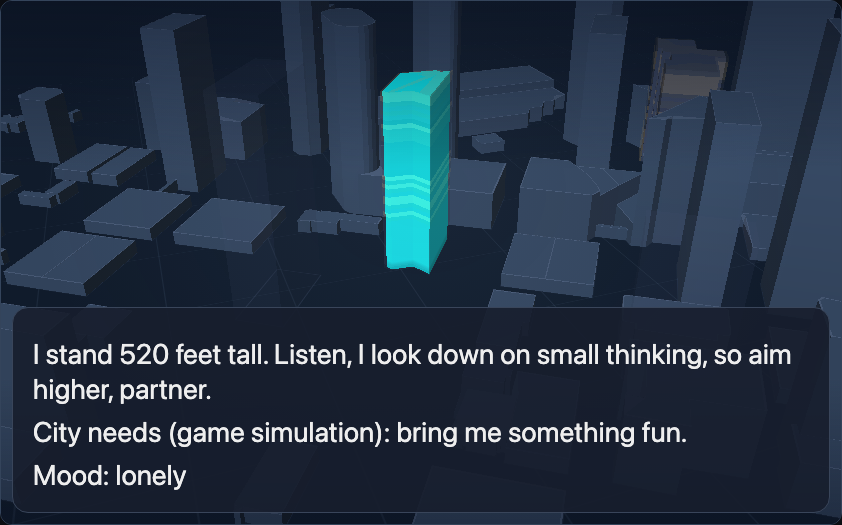 I stand 520 feet tall. Listen, I look down on small thinking, so aim
higher, partner.
City needs (game simulation): bring me something fun.
Mood: lonely